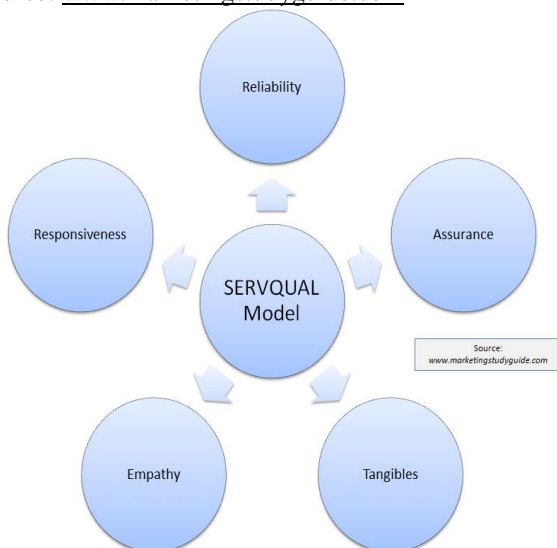 Reliability
Responsiveness
Assurance
SERVQUAL
Model
Source:
www.marketingstudyguide.com
Empathy
Tangibles